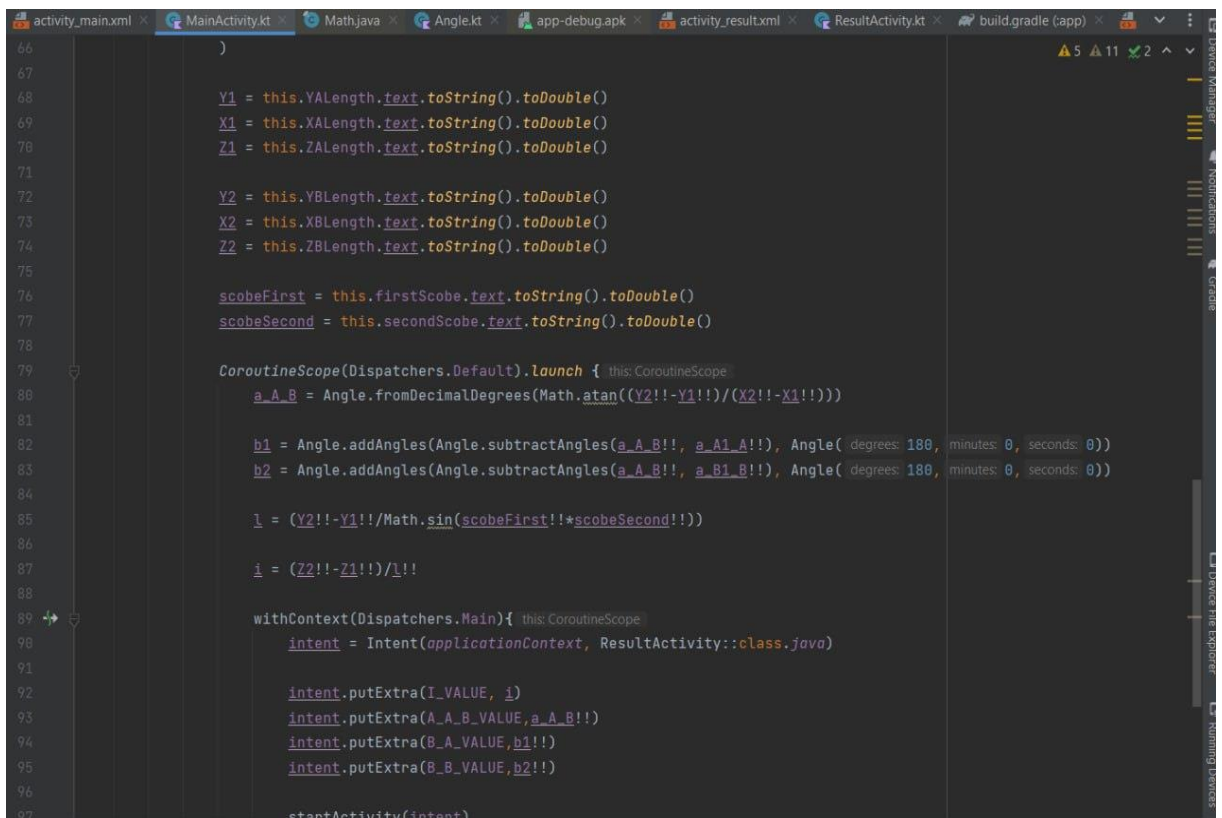 activity_main.xml × MainActivity.kt × Math.java × Angle.kt × app-debug.apk × activity_result.xml × ResultActivity.kt × build.gradle (:app) ×
66 )
5 11 2
67
68 Y1 = this.YALength.text.toString().toDouble()
69 X1 = this.XALength.text.toString().toDouble()
70 Z1 = this.ZALength.text.toString().toDouble()
71
72 Y2 = this.YBLength.text.toString().toDouble()
73 X2 = this.XBLength.text.toString().toDouble()
74 Z2 = this.ZBLength.text.toString().toDouble()
75
76 scobeFirst = this.firstScobe.text.toString().toDouble()
77 scobeSecond = this.secondScobe.text.toString().toDouble()
78
79 CoroutineScope(Dispatchers.Default).launch { this: CoroutineScope
80 a_A_B = Angle.fromDecimalDegrees(Math.atan((Y2!!-Y1!!)/(X2!!-X1!!)))
81
82 b1 = Angle.addAngles(Angle.subtractAngles(a_A_B!!, a_A1_A!!), Angle( degrees: 180, minutes: 0, seconds: 0))
83 b2 = Angle.addAngles(Angle.subtractAngles(a_A_B!!, a_B1_B!!), Angle( degrees: 180, minutes: 0, seconds: 0))
84
85 l = (Y2!!-Y1!!/Math.sin(scobeFirst!!*scobeSecond!!))
86
87 i = (Z2!!-Z1!!)/l!!
88
89 withContext(Dispatchers.Main){ this: CoroutineScope
90 intent = Intent(applicationContext, ResultActivity::class.java)
91
92 intent.putExtra(I_VALUE, i)
93 intent.putExtra(A_A_B_VALUE,a_A_B!!)
94 intent.putExtra(B_A_VALUE,b1!!)
95 intent.putExtra(B_B_VALUE,b2!!)
96
97 startActivity(intent)
Device Manager
Notifications
Gradle
Device File Explorer
Running Devices